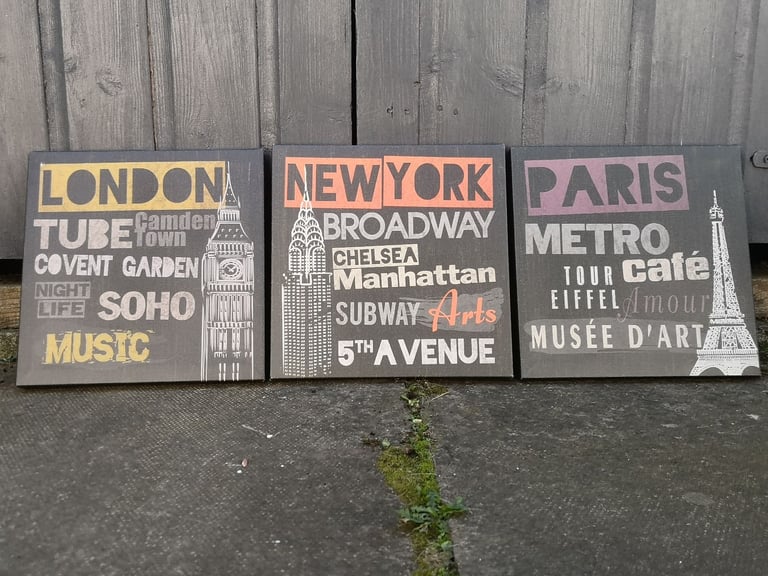 LONDON
TUBE Camden Town
COVENT GARDEN
NIGHT LIFE SOHO
MUSIC
NEW YORK
BROADWAY
CHELSEA
Manhattan
SUBWAY Arts
5TH AVENUE
PARIS
METRO
TOUR EIFFEL café
Amour
MUSÉE D'ART